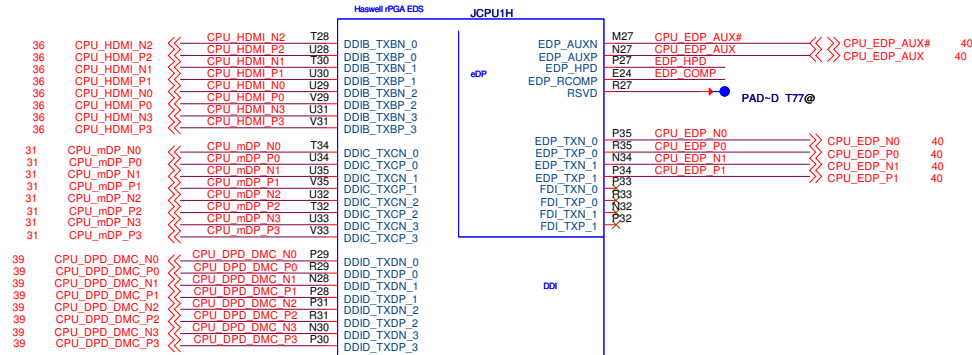 Haswell rPGA EDS
JCPU1H
36 CPU_HDMI_N2 CPU_HDMI_N2 T28 DDIB_TXBN_0
36 CPU_HDMI_P2 CPU_HDMI_P2 U28 DDIB_TXBP_0
36 CPU_HDMI_N1 CPU_HDMI_N1 T30 DDIB_TXBN_1
36 CPU_HDMI_P1 CPU_HDMI_P1 U30 DDIB_TXBP_1
36 CPU_HDMI_N0 CPU_HDMI_N0 U29 DDIB_TXBN_2
36 CPU_HDMI_P0 CPU_HDMI_P0 V29 DDIB_TXBP_2
36 CPU_HDMI_N3 CPU_HDMI_N3 U31 DDIB_TXBN_3
36 CPU_HDMI_P3 CPU_HDMI_P3 V31 DDIB_TXBP_3
31 CPU_mDP_N0 CPU_mDP_N0 T34 DDIC_TXCN_0
31 CPU_mDP_P0 CPU_mDP_P0 U34 DDIC_TXCP_0
31 CPU_mDP_N1 CPU_mDP_N1 U35 DDIC_TXCN_1
31 CPU_mDP_P1 CPU_mDP_P1 V35 DDIC_TXCP_1
31 CPU_mDP_N2 CPU_mDP_N2 U32 DDIC_TXCN_2
31 CPU_mDP_P2 CPU_mDP_P2 T32 DDIC_TXCP_2
31 CPU_mDP_N3 CPU_mDP_N3 U33 DDIC_TXCN_3
31 CPU_mDP_P3 CPU_mDP_P3 V33 DDIC_TXCP_3
39 CPU_DPD_DMC_N0 CPU_DPD_DMC_N0 P29 DDID_TXDN_0
39 CPU_DPD_DMC_P0 CPU_DPD_DMC_P0 R29 DDID_TXDP_0
39 CPU_DPD_DMC_N1 CPU_DPD_DMC_N1 N28 DDID_TXDN_1
39 CPU_DPD_DMC_P1 CPU_DPD_DMC_P1 P28 DDID_TXDP_1
39 CPU_DPD_DMC_N2 CPU_DPD_DMC_N2 P31 DDID_TXDN_2
39 CPU_DPD_DMC_P2 CPU_DPD_DMC_P2 R31 DDID_TXDP_2
39 CPU_DPD_DMC_N3 CPU_DPD_DMC_N3 N30 DDID_TXDN_3
39 CPU_DPD_DMC_P3 CPU_DPD_DMC_P3 P30 DDID_TXDP_3
eDP
DDI
EDP_AUXN M27 CPU_EDP_AUX# CPU_EDP_AUX# 40
EDP_AUXP N27 CPU_EDP_AUX CPU_EDP_AUX 40
EDP_HPD P27 EDP_HPD
EDP_RCOMP E24 EDP_COMP
RSVD R27 PAD~D T77@
EDP_TXN_0 P35 CPU_EDP_N0 CPU_EDP_N0 40
EDP_TXP_0 R35 CPU_EDP_P0 CPU_EDP_P0 40
EDP_TXN_1 N34 CPU_EDP_N1 CPU_EDP_N1 40
EDP_TXP_1 P34 CPU_EDP_P1 CPU_EDP_P1 40
FDI_TXN_0 P33
FDI_TXP_0 R33
FDI_TXN_1 N32
FDI_TXP_1 P32